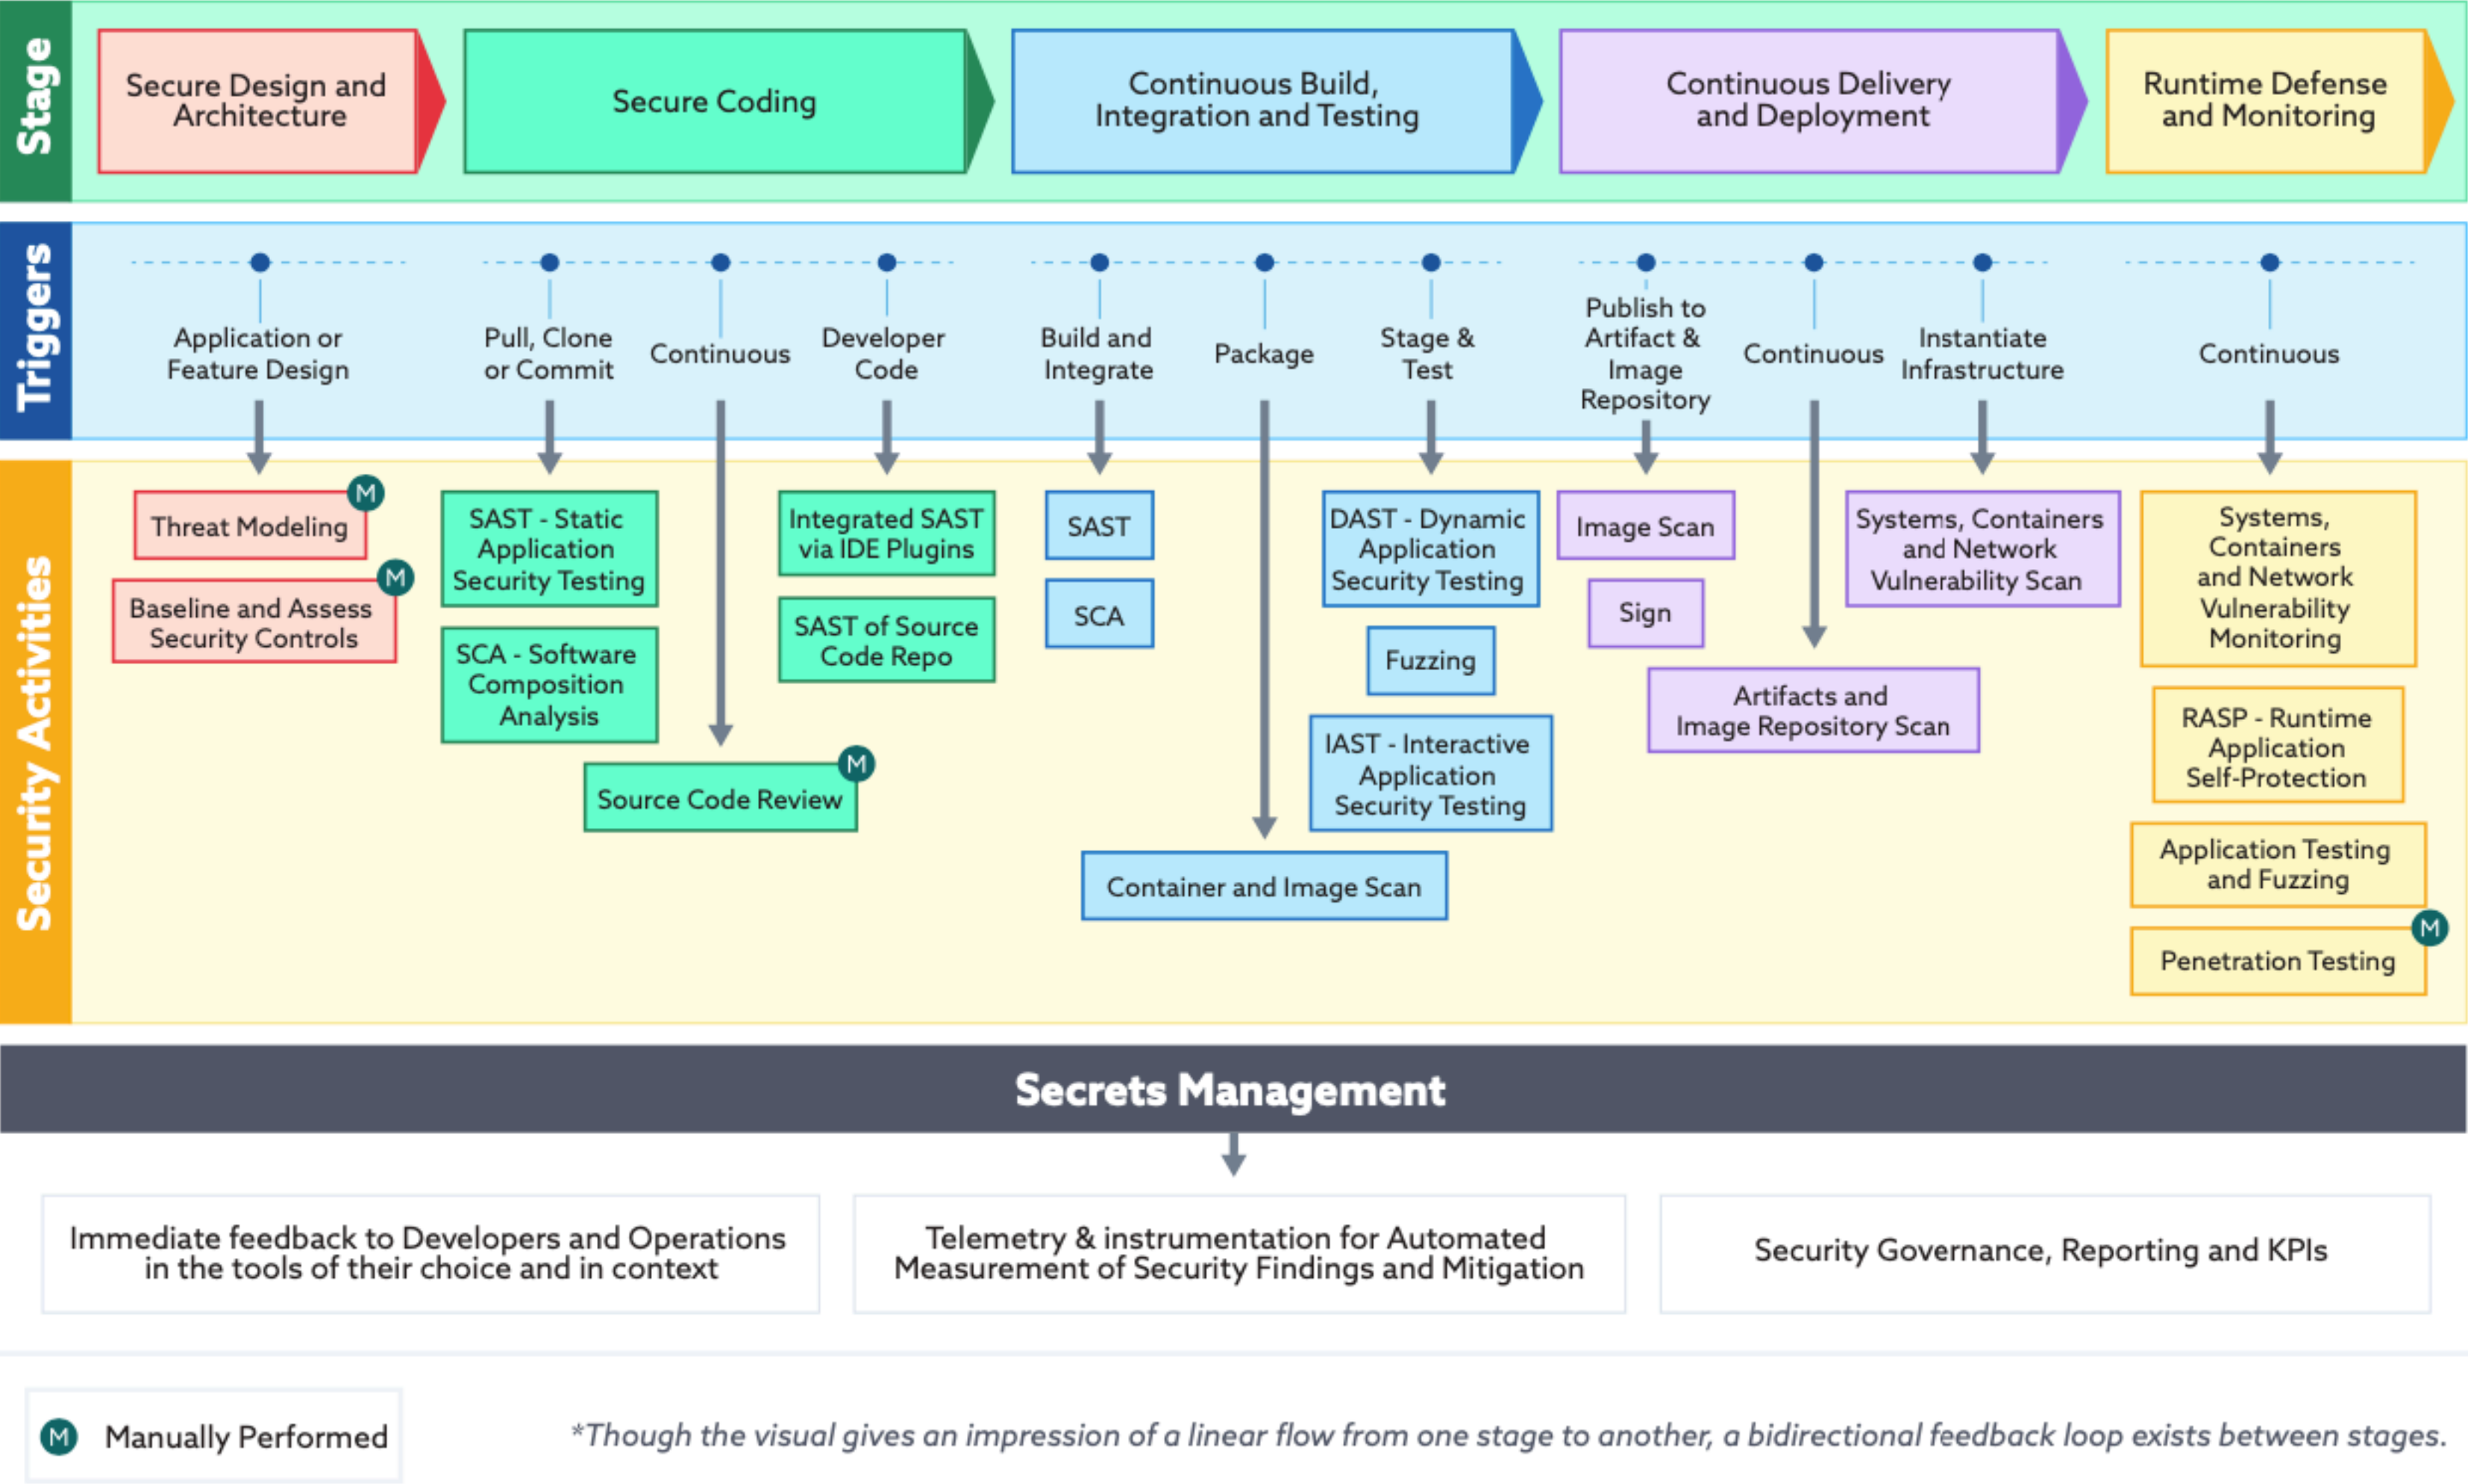 Stage
Secure Design and
Architecture
Secure Coding
Continuous Build,
Integration and Testing
Continuous Delivery
and Deployment
Runtime Defense
and Monitoring
Triggers
Application or
Feature Design
Pull, Clone
or Commit
Continuous
Developer
Code
Build and
Integrate
Package
Stage &
Test
Publish to
Artifact &
Image
Repository
Continuous
Instantiate
Infrastructure
Continuous
Security Activities
Threat Modeling
M
Baseline and Assess
Security Controls
M
SAST - Static
Application
Security Testing
SCA - Software
Composition
Analysis
Source Code Review
M
Integrated SAST
via IDE Plugins
SAST of Source
Code Repo
SAST
SCA
Container and Image Scan
DAST - Dynamic
Application
Security Testing
Fuzzing
IAST - Interactive
Application
Security Testing
Image Scan
Sign
Artifacts and
Image Repository Scan
Systems, Containers
and Network
Vulnerability Scan
Systems,
Containers
and Network
Vulnerability
Monitoring
RASP - Runtime
Application
Self-Protection
Application Testing
and Fuzzing
Penetration Testing
M
Secrets Management
Immediate feedback to Developers and Operations
in the tools of their choice and in context
Telemetry & instrumentation for Automated
Measurement of Security Findings and Mitigation
Security Governance, Reporting and KPIs
M Manually Performed
*Though the visual gives an impression of a linear flow from one stage to another, a bidirectional feedback loop exists between stages.